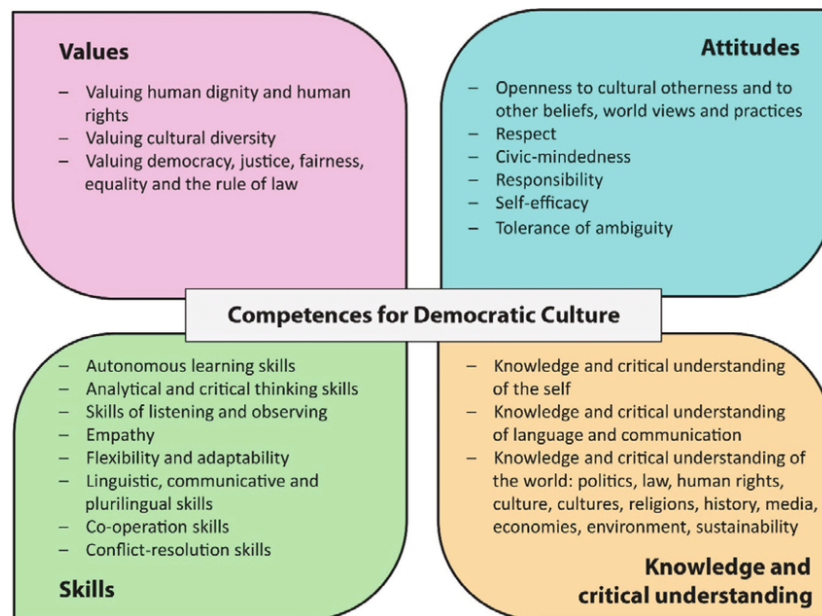 Values
– Valuing human dignity and human
rights
– Valuing cultural diversity
– Valuing democracy, justice, fairness,
equality and the rule of law
Attitudes
– Openness to cultural otherness and to
other beliefs, world views and practices
– Respect
– Civic-mindedness
– Responsibility
– Self-efficacy
– Tolerance of ambiguity
Competences for Democratic Culture
– Autonomous learning skills
– Analytical and critical thinking skills
– Skills of listening and observing
– Empathy
– Flexibility and adaptability
– Linguistic, communicative and
plurilingual skills
– Co-operation skills
– Conflict-resolution skills
Skills
– Knowledge and critical understanding
of the self
– Knowledge and critical understanding
of language and communication
– Knowledge and critical understanding of
the world: politics, law, human rights,
culture, cultures, religions, history, media,
economies, environment, sustainability
Knowledge and
critical understanding